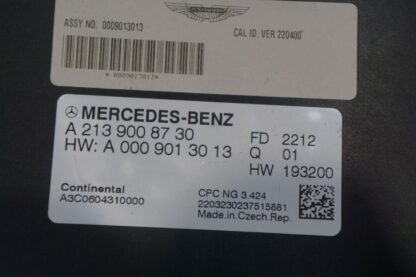 ASSY NO. 0009013013
CAL ID. VER 220400
* 0009013013 *
MERCEDES-BENZ
A 213 900 87 30
FD 2212
HW: A 000 901 30 13
Q 01
HW 193200
Continental
A3C0604310000
CPC NG 3.424
2203230237515881
Made in Czech.Rep.